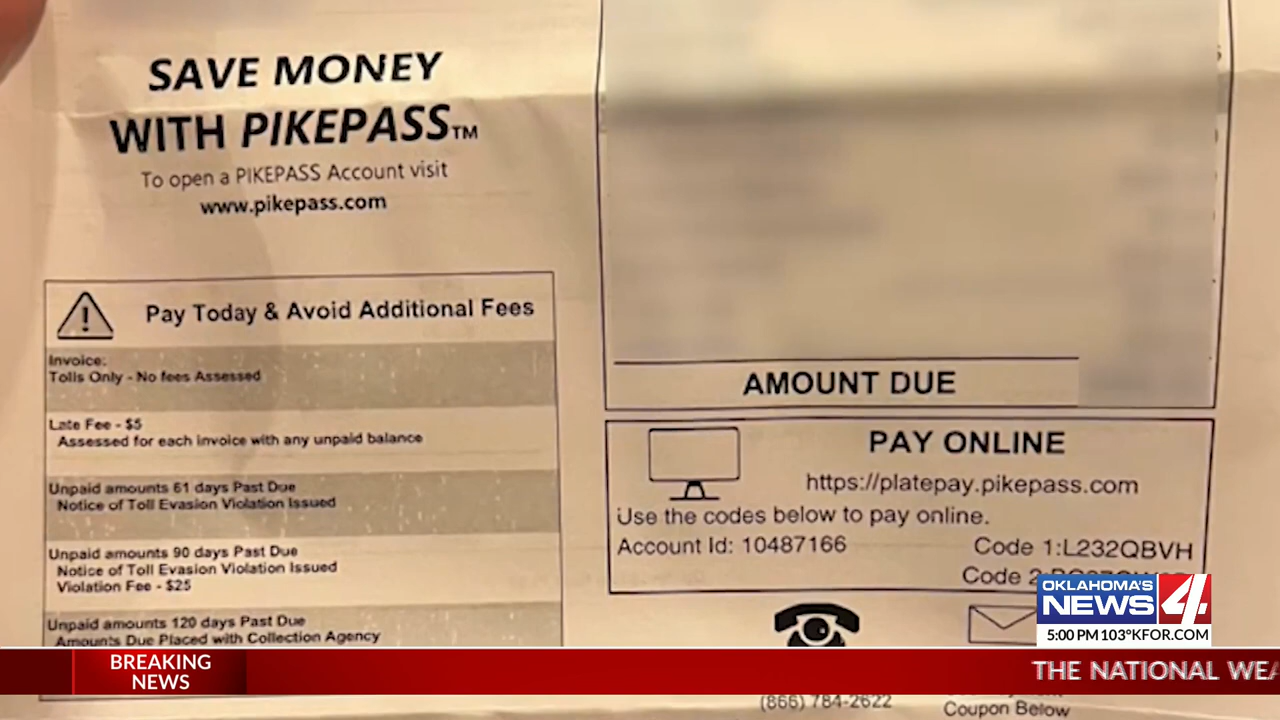 SAVE MONEY
WITH PIKEPASS™
To open a PIKEPASS Account visit
www.pikepass.com
Pay Today & Avoid Additional Fees
Invoice:
Tolls Only - No fees Assessed
Late Fee - $5
Assessed for each invoice with any unpaid balance
Unpaid amounts 61 days Past Due
Notice of Toll Evasion Violation Issued
Unpaid amounts 90 days Past Due
Notice of Toll Evasion Violation Issued
Violation Fee - $25
Unpaid amounts 120 days Past Due
Amounts Due Placed with Collection Agency
AMOUNT DUE
PAY ONLINE
https://platepay.pikepass.com
Use the codes below to pay online.
Account Id: 10487166
Code 1:L232QBVH
Code 2
(866) 784-2622
Coupon Below
OKLAHOMA'S
NEWS 4
5:00 PM 103° KFOR.COM
BREAKING
NEWS
THE NATIONAL WEA